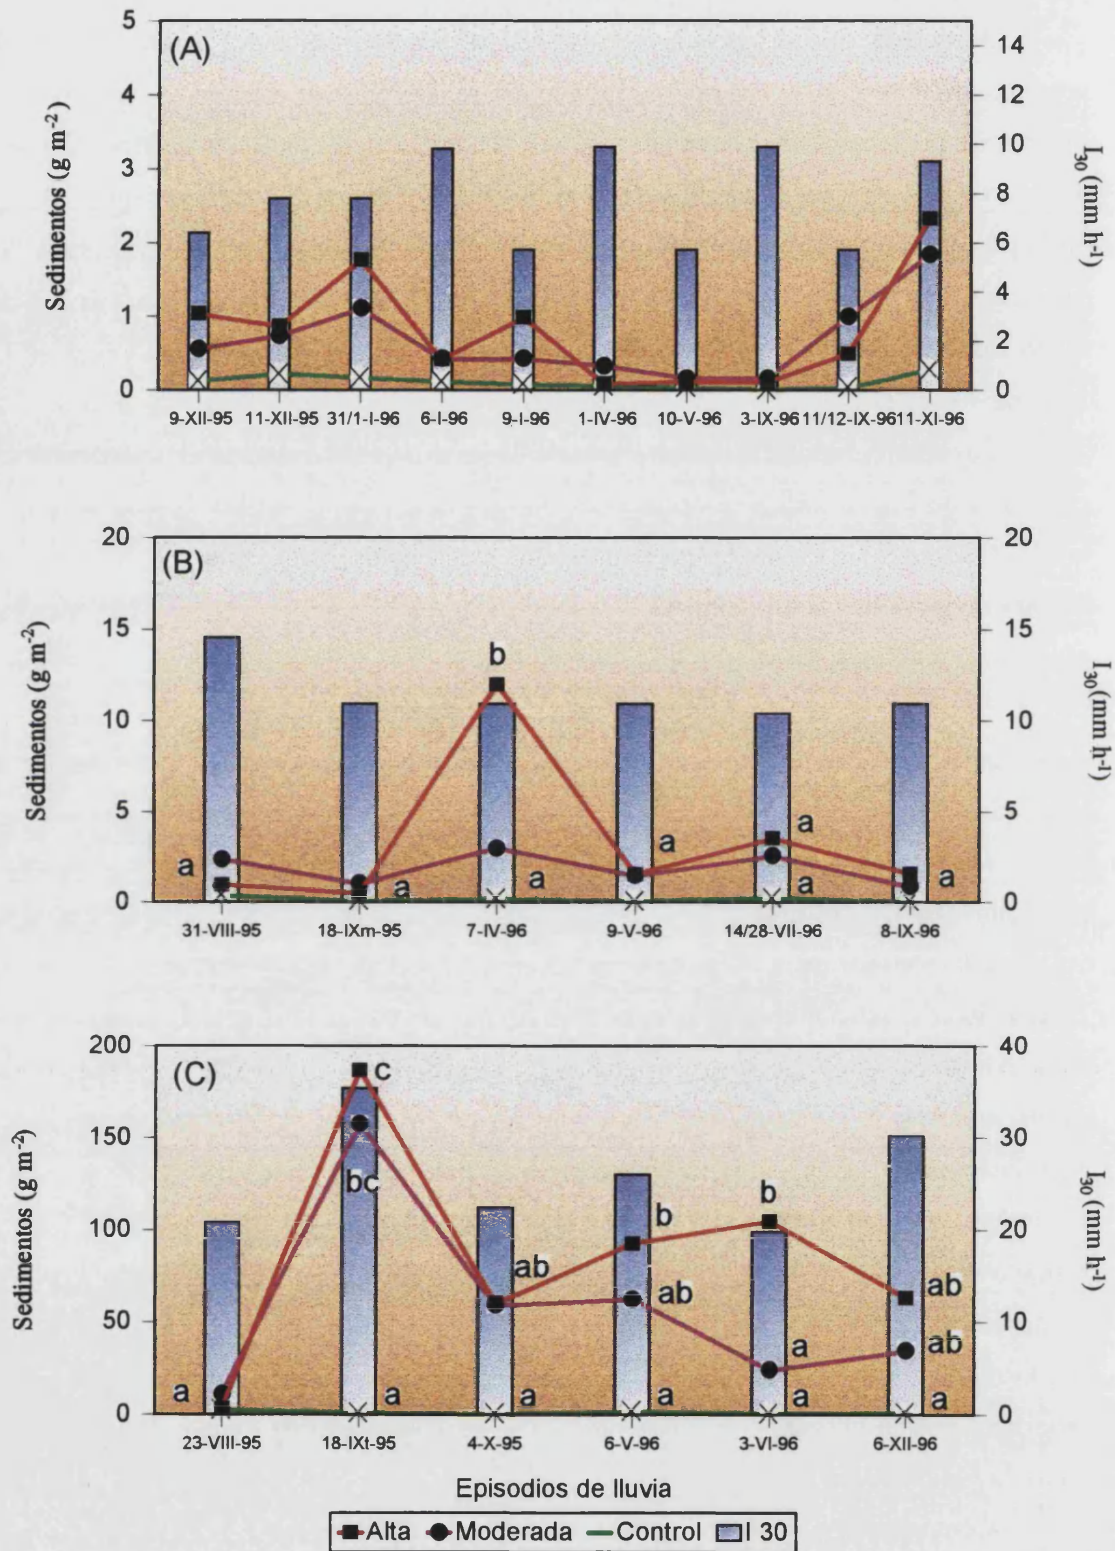 (A)
Sedimentos (g m-2)
5
4
3
2
1
0
14
12
10
8
6
4
2
0
I30 (mm h-1)
9-XII-95 11-XII-95 31/1-I-96 6-I-96 9-I-96 1-IV-96 10-V-96 3-IX-96 11/12-IX-96 11-XI-96
(B)
Sedimentos (g m-2)
20
15
10
5
0
20
15
10
5
0
I30 (mm h-1)
b
a
a
a
a
a
a
a
31-VIII-95 18-IXm-95 7-IV-96 9-V-96 14/28-VII-96 8-IX-96
(C)
Sedimentos (g m-2)
200
150
100
50
0
40
30
20
10
0
I30 (mm h-1)
c
bc
b
b
ab
ab
ab
a
ab
a
a
a
a
a
a
23-VIII-95 18-IXt-95 4-X-95 6-V-96 3-VI-96 6-XII-96
Episodios de lluvia
Alta Moderada Control I 30